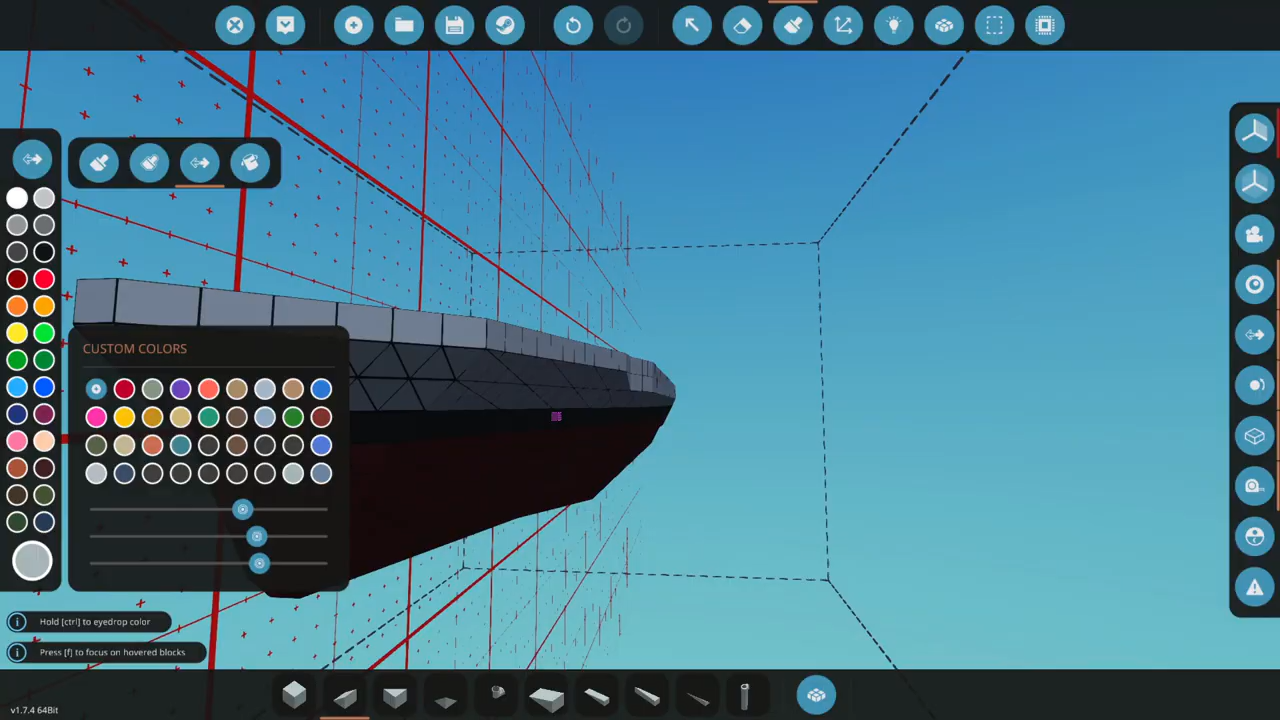 CUSTOM COLORS
Hold [ctrl] to eyedrop color
Press [f] to focus on hovered blocks
v1.7.4 64Bit